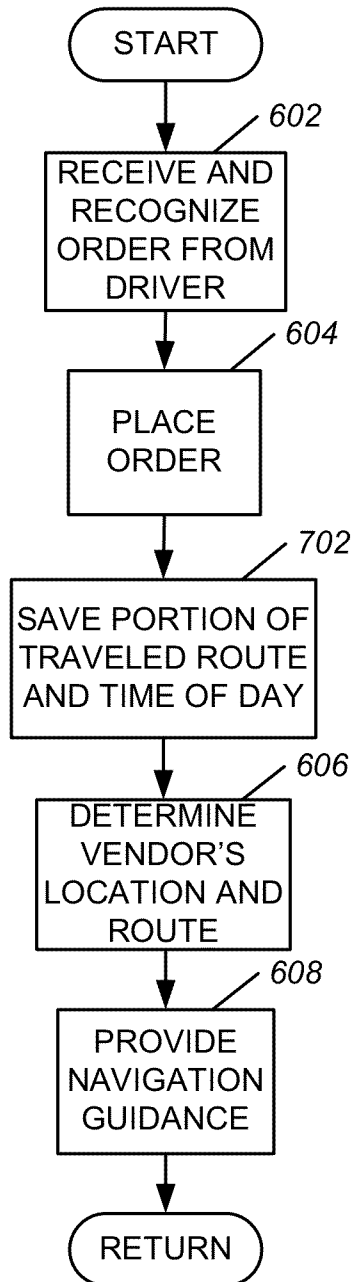 START
602
RECEIVE AND
RECOGNIZE
ORDER FROM
DRIVER
604
PLACE
ORDER
702
SAVE PORTION OF
TRAVELED ROUTE
AND TIME OF DAY
606
DETERMINE
VENDOR'S
LOCATION AND
ROUTE
608
PROVIDE
NAVIGATION
GUIDANCE
RETURN